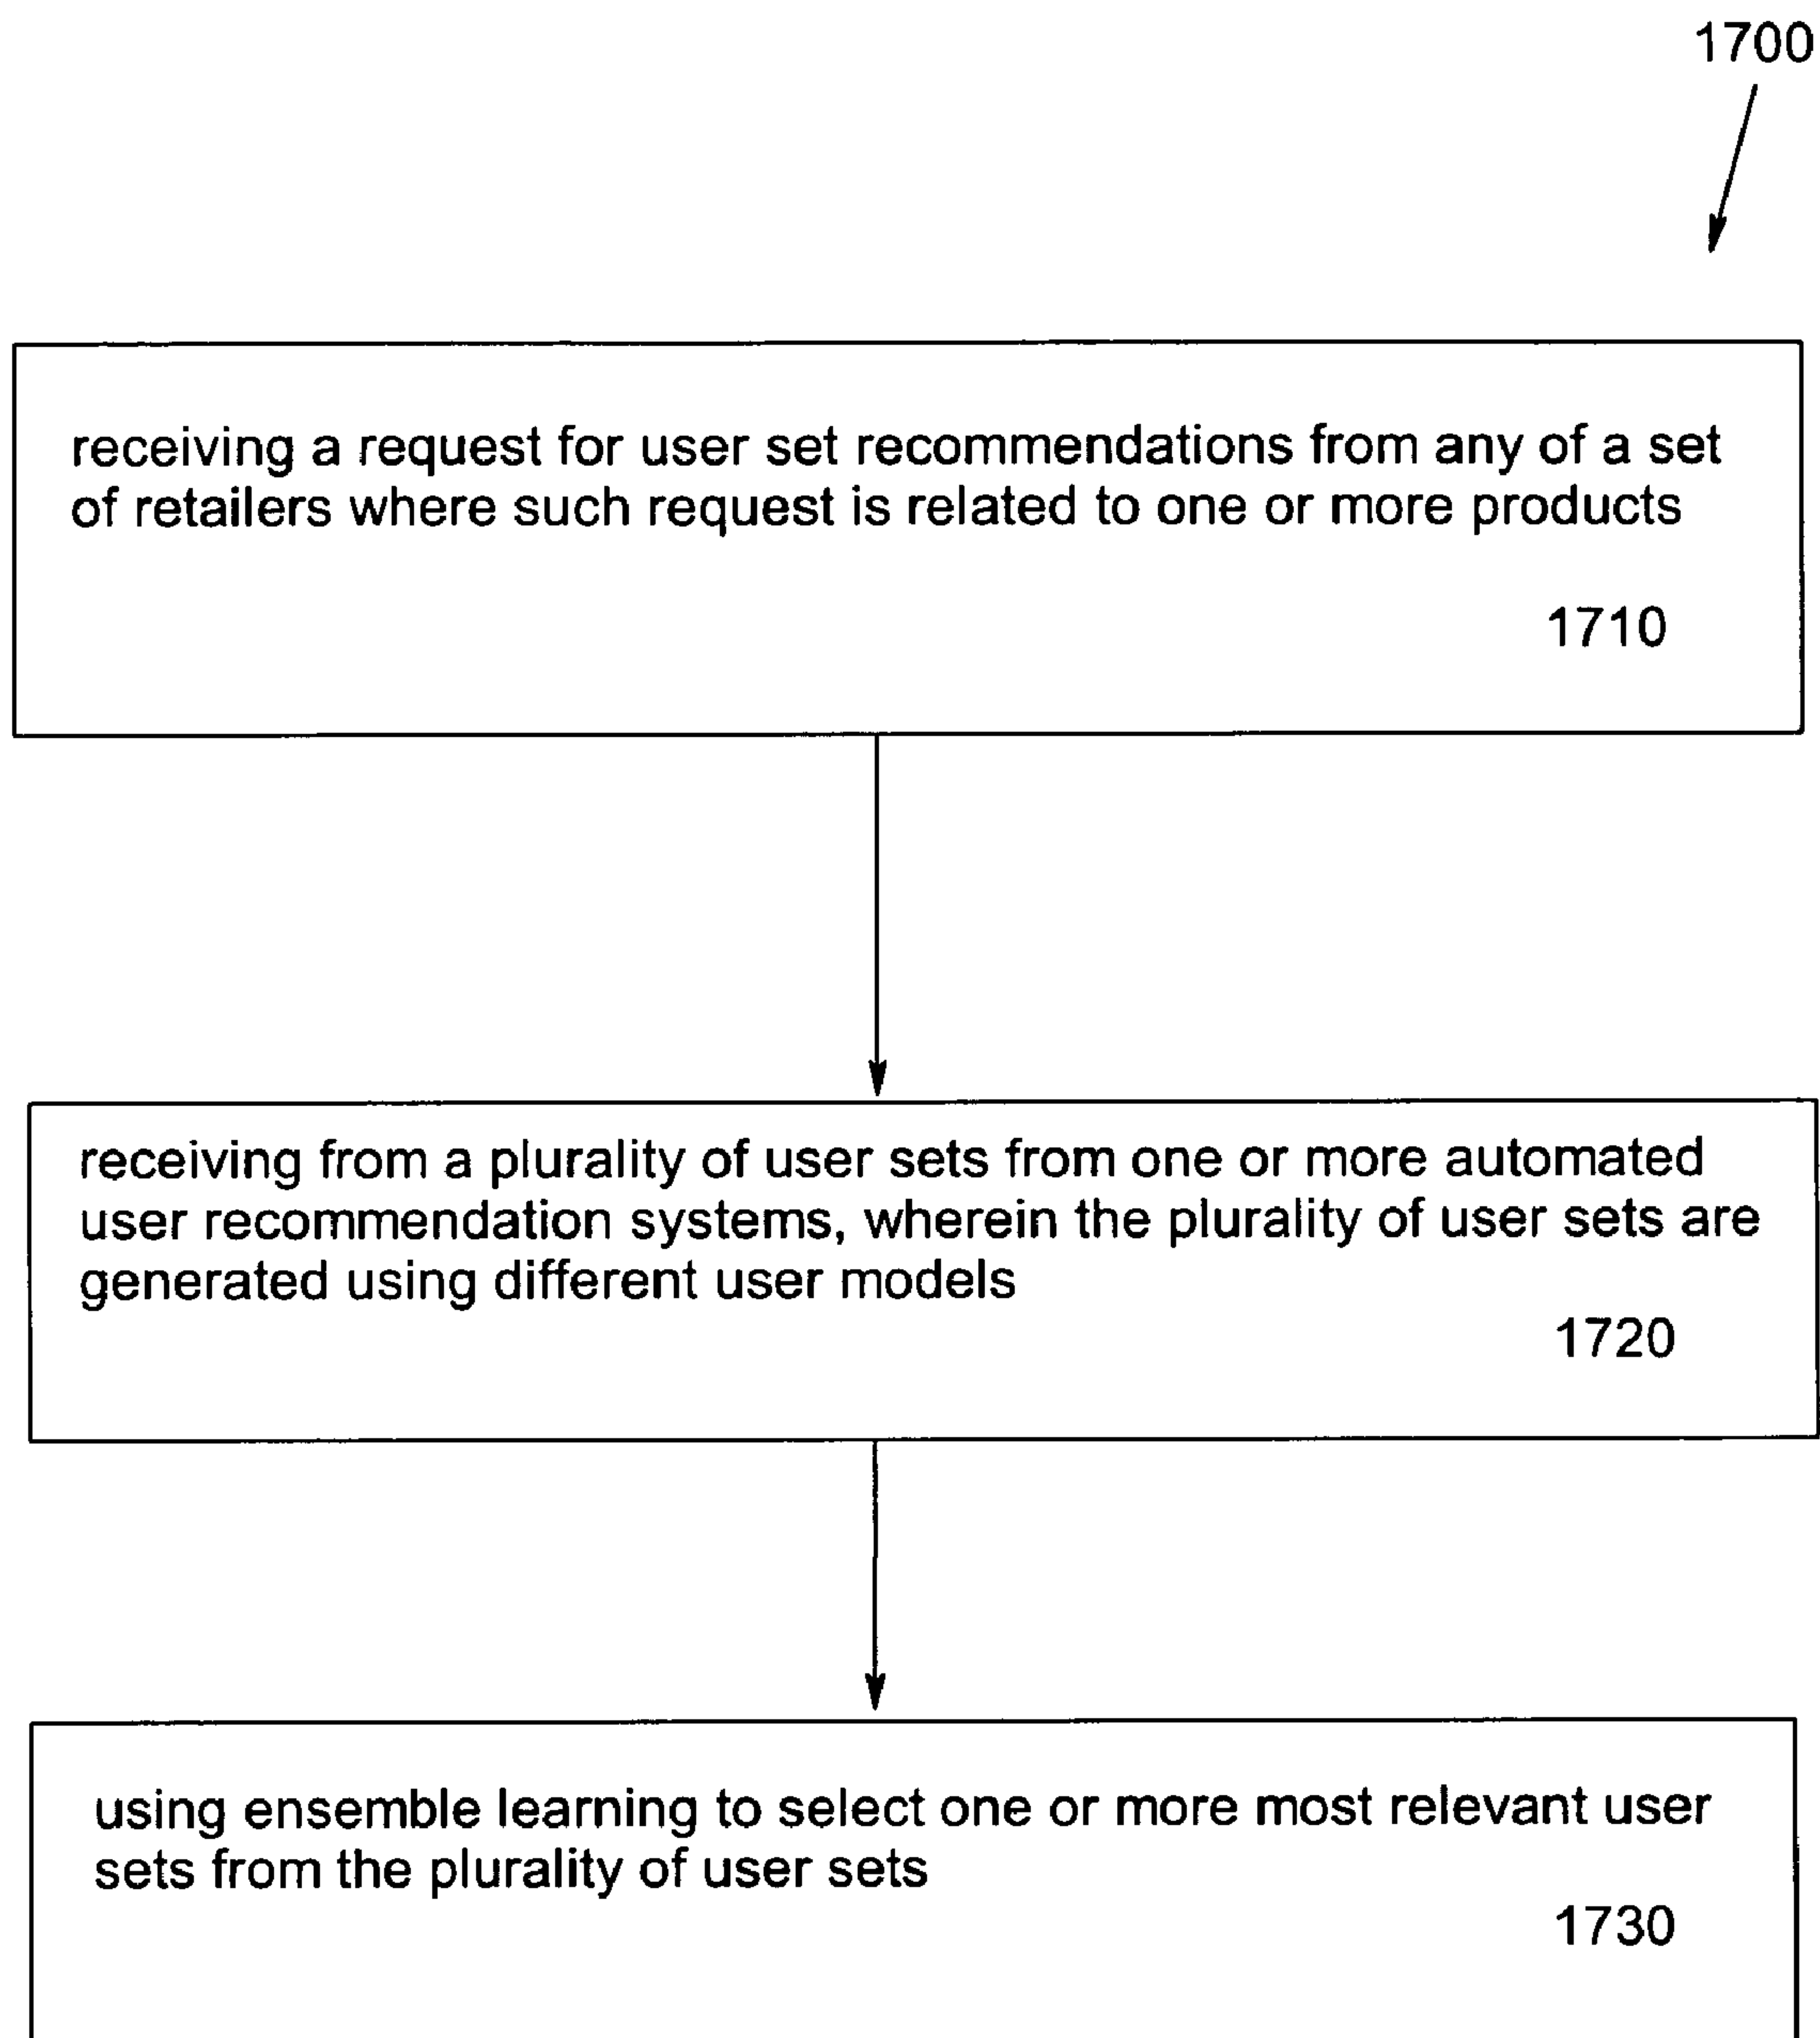 1700
receiving a request for user set recommendations from any of a set
of retailers where such request is related to one or more products
1710
receiving from a plurality of user sets from one or more automated
user recommendation systems, wherein the plurality of user sets are
generated using different user models
1720
using ensemble learning to select one or more most relevant user
sets from the plurality of user sets
1730